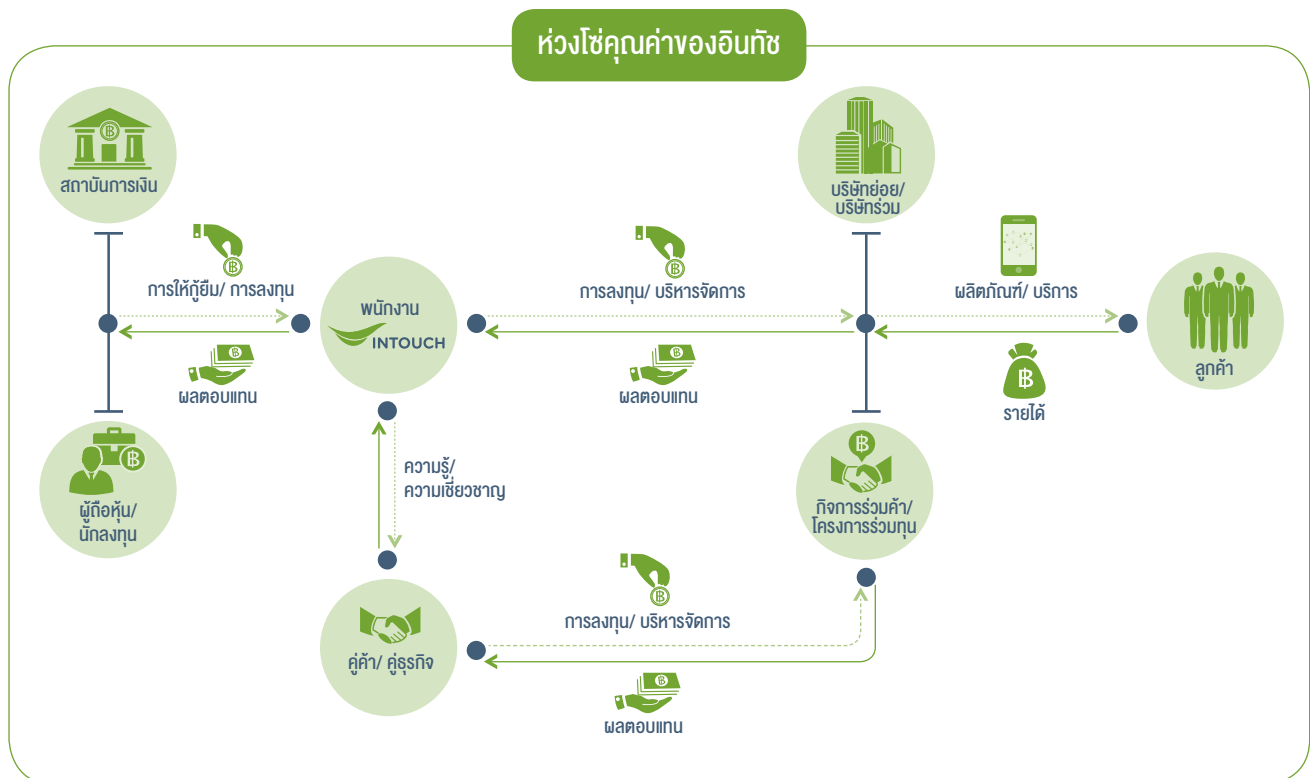 ห่วงโซ่คุณค่าของอินทัช
สถาบันการเงิน
บริษัทย่อย/
บริษัทร่วม
การให้กู้ยืม/ การลงทุน
พนักงาน
INTOUCH
การลงทุน/ บริหารจัดการ
ผลิตภัณฑ์/ บริการ
ลูกค้า
ผลตอบแทน
ผลตอบแทน
รายได้
ผู้ถือหุ้น/
นักลงทุน
ความรู้/
ความเชี่ยวชาญ
กิจการร่วมค้า/
โครงการร่วมทุน
การลงทุน/ บริหารจัดการ
คู่ค้า/ คู่ธุรกิจ
ผลตอบแทน